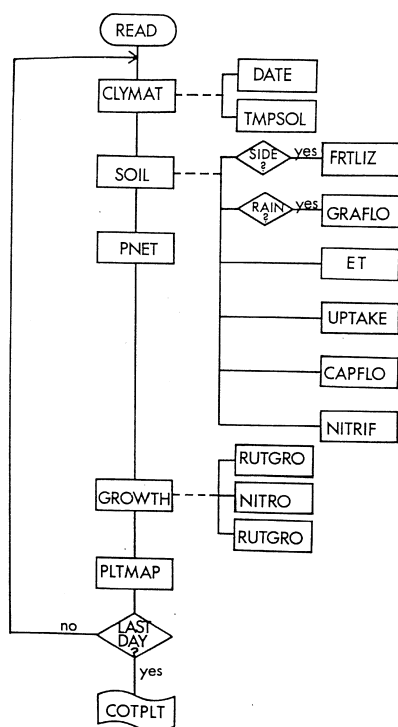 READ
CLYMAT
DATE
TMPSOL
SOIL
SIDE
?
yes
FRTLIZ
RAIN
?
yes
GRAFLO
PNET
ET
UPTAKE
CAPFLO
NITRIF
GROWTH
RUTGRO
NITRO
RUTGRO
PLTMAP
LAST
DAY
?
no
yes
COTPLT